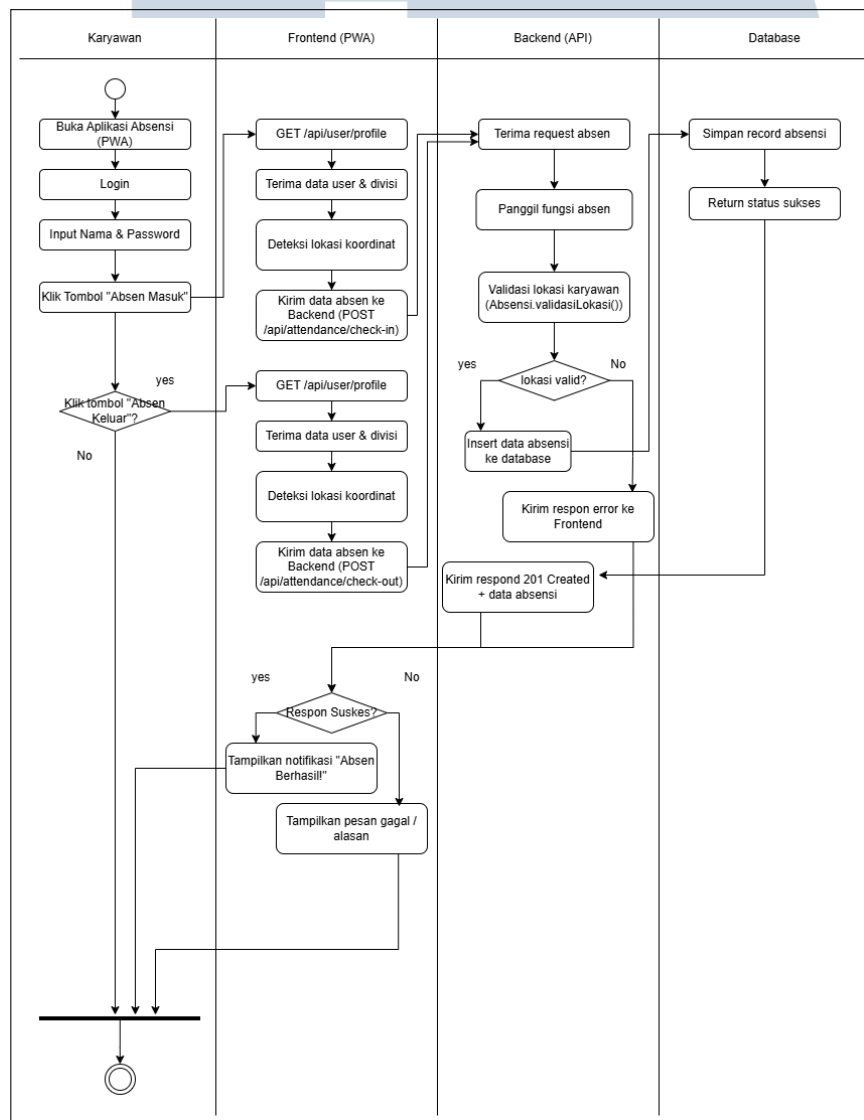 Karyawan
Frontend (PWA)
Backend (API)
Database
Buka Aplikasi Absensi
(PWA)
Login
Input Nama & Password
Klik Tombol "Absen Masuk"
yes
Klik tombol "Absen
Keluar"?
No
GET /api/user/profile
Terima data user & divisi
Deteksi lokasi koordinat
Kirim data absen ke
Backend (POST
/api/attendance/check-in)
GET /api/user/profile
Terima data user & divisi
Deteksi lokasi koordinat
Kirim data absen ke
Backend (POST
/api/attendance/check-out)
Terima request absen
Panggil fungsi absen
Validasi lokasi karyawan
(Absensi.validasiLokasi())
yes
No
lokasi valid?
Insert data absensi
ke database
Kirim respon error ke
Frontend
Kirim respond 201 Created
+ data absensi
Simpan record absensi
Return status sukses
yes
No
Respon Suskes?
Tampilkan notifikasi "Absen
Berhasil!"
Tampilkan pesan gagal /
alasan